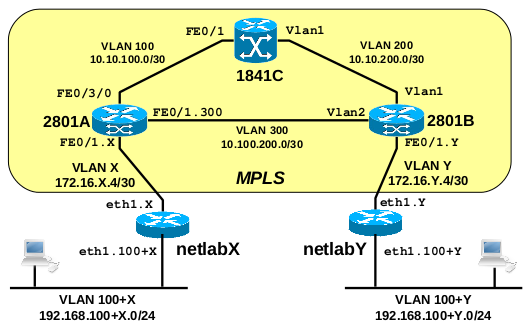 FE0/1
Vlan1
VLAN 100
10.10.100.0/30
VLAN 200
10.10.200.0/30
1841C
FE0/3/0
Vlan1
2801A
FE0/1.300
Vlan2
2801B
VLAN 300
10.100.200.0/30
FE0/1.X
FE0/1.Y
VLAN X
172.16.X.4/30
MPLS
VLAN Y
172.16.Y.4/30
eth1.X
eth1.Y
eth1.100+X
netlabX
netlabY
eth1.100+Y
VLAN 100+X
192.168.100+X.0/24
VLAN 100+Y
192.168.100+Y.0/24